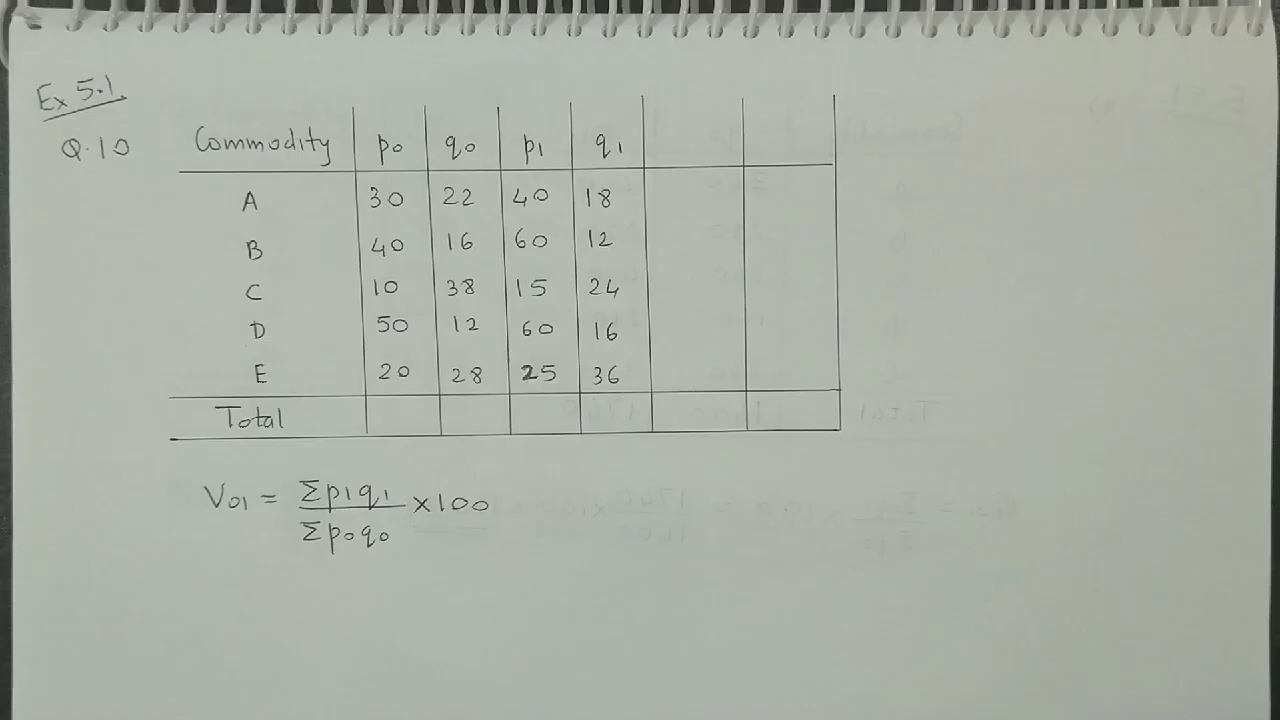 Ex 5.1
Q.10 Commodity p0 q0 p1 q1
A 30 22 40 18
B 40 16 60 12
C 10 38 15 24
D 50 12 60 16
E 20 28 25 36
Total
V01 = Σp1q1 / Σp0q0 × 100